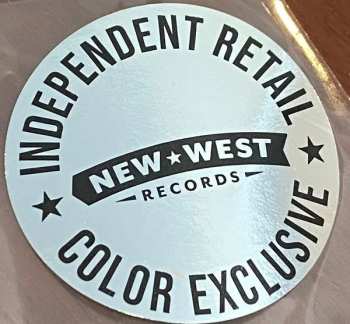 INDEPENDENT RETAIL
NEW★WEST
RECORDS
★ COLOR EXCLUSIVE ★